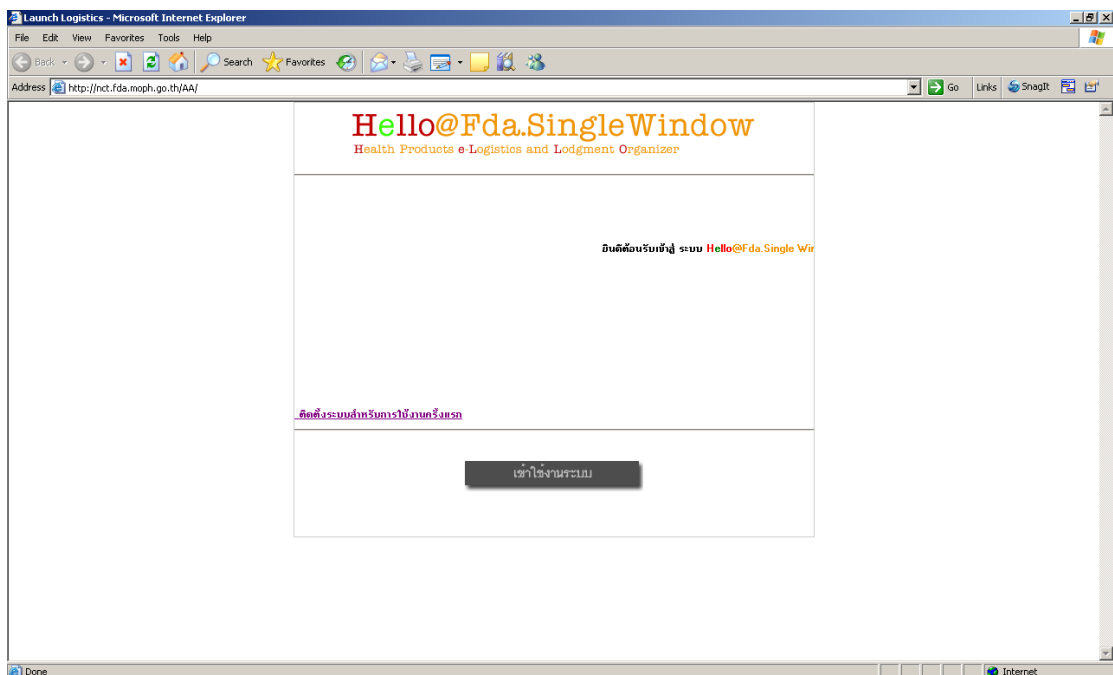 Launch Logistics - Microsoft Internet Explorer
File Edit View Favorites Tools Help
Back Search Favorites
Address http://nct.fda.moph.go.th/AA/ Go Links SnagIt
Hello@Fda.SingleWindow
Health Products e-Logistics and Lodgment Organizer
ยินดีต้อนรับเข้าสู่ ระบบ Hello@Fda.Single Win
ติดตั้งระบบสำหรับการใช้งานครั้งแรก
เข้าใช้งานระบบ
Done Internet